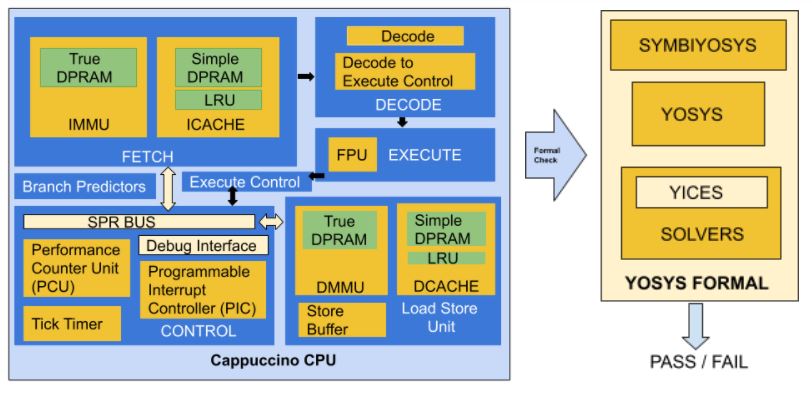 True
DPRAM
IMMU
Simple
DPRAM
LRU
ICACHE
FETCH
Decode
Decode to
Execute Control
DECODE
FPU
EXECUTE
Branch Predictors
Execute Control
SPR BUS
Performance
Counter Unit
(PCU)
Debug Interface
Programmable
Interrupt
Controller (PIC)
Tick Timer
CONTROL
True
DPRAM
DMMU
Simple
DPRAM
LRU
DCACHE
Store
Buffer
Load Store
Unit
Cappuccino CPU
Formal
Check
SYMBIYOSYS
YOSYS
YICES
SOLVERS
YOSYS FORMAL
PASS / FAIL